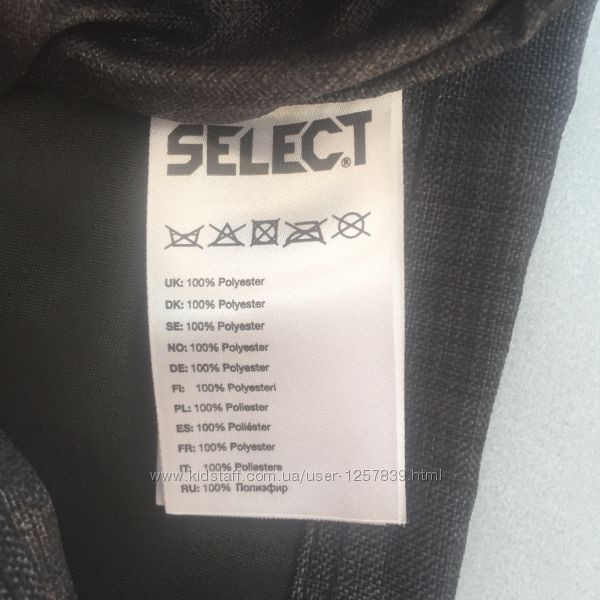 SELECT®
UK: 100% Polyester
DK: 100% Polyester
SE: 100% Polyester
NO: 100% Polyester
DE: 100% Polyester
FI: 100% Polyesteri
PL: 100% Poliester
ES: 100% Poliéster
FR: 100% Polyester
IT: 100% Poliestere
www.kidstaff.com.ua/user-1257839.html
RU: 100% Полиэфир